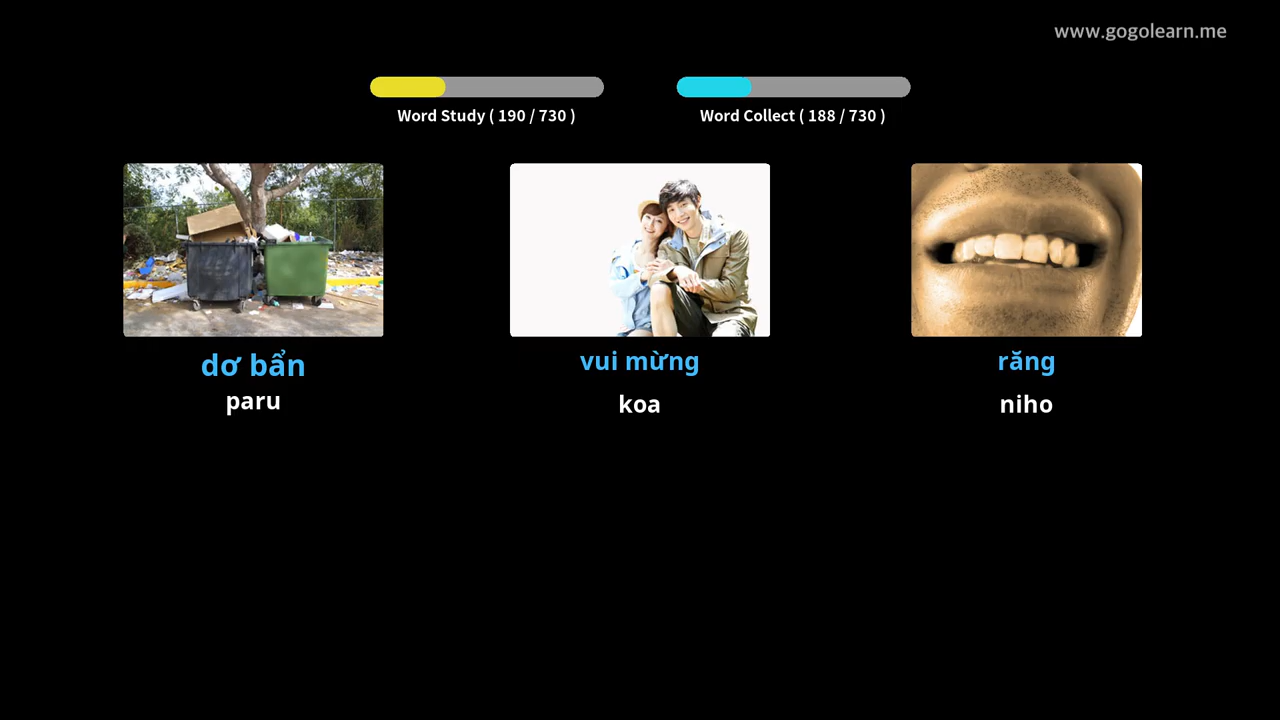 www.gogolearn.me
Word Study ( 190 / 730 )
Word Collect ( 188 / 730 )
dơ bẩn
paru
vui mừng
koa
răng
niho